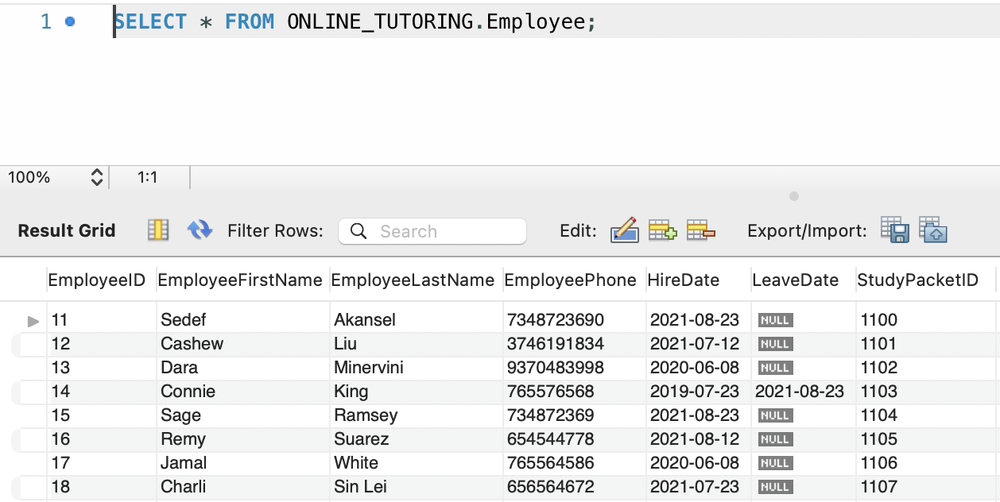 1 SELECT * FROM ONLINE_TUTORING.Employee;
100% 1:1
Result Grid Filter Rows: Search Edit: Export/Import:
EmployeeID EmployeeFirstName EmployeeLastName EmployeePhone HireDate LeaveDate StudyPacketID
11 Sedef Akansel 7348723690 2021-08-23 NULL 1100
12 Cashew Liu 3746191834 2021-07-12 NULL 1101
13 Dara Minervini 9370483998 2020-06-08 NULL 1102
14 Connie King 765576568 2019-07-23 2021-08-23 1103
15 Sage Ramsey 734872369 2021-08-23 NULL 1104
16 Remy Suarez 654544778 2021-08-12 NULL 1105
17 Jamal White 765564586 2020-06-08 NULL 1106
18 Charli Sin Lei 656564672 2021-07-23 NULL 1107